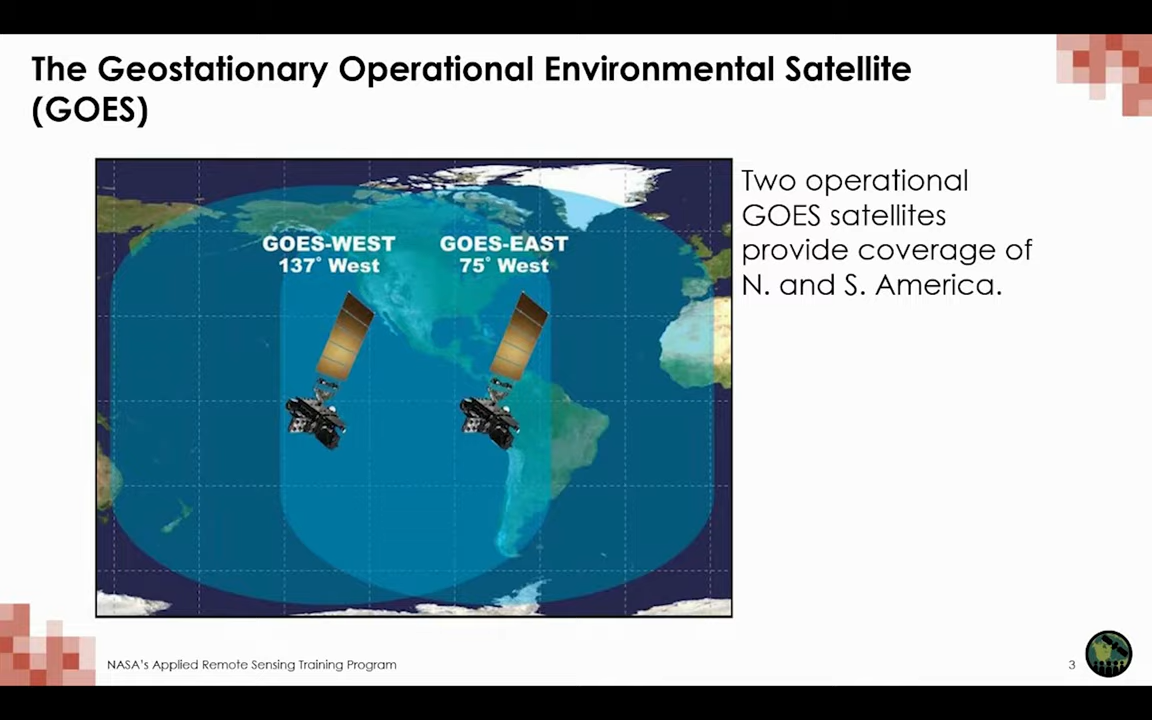 The Geostationary Operational Environmental Satellite
(GOES)
GOES-WEST
137° West
GOES-EAST
75° West
Two operational
GOES satellites
provide coverage of
N. and S. America.
NASA's Applied Remote Sensing Training Program
3